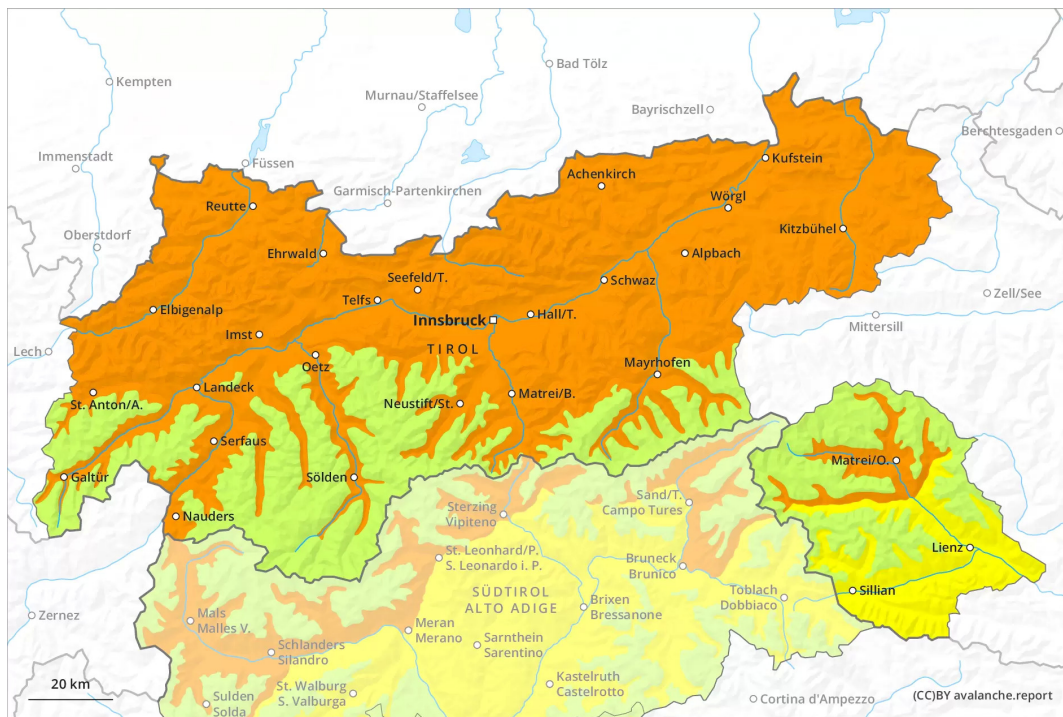 Kempten
Bad Tölz
Murnau/Staffelsee
Bayrischzell
Berchtesgaden
Immenstadt
Füssen
Kufstein
Garmisch-Partenkirchen
Achenkirch
Reutte
Wörgl
Oberstdorf
Kitzbühel
Ehrwald
Alpbach
Seefeld/T.
Schwaz
Telfs
Zell/See
Elbigenalp
Innsbruck
Hall/T.
Mittersill
Imst
TIROL
Lech
Oetz
Mayrhofen
Landeck
St. Anton/A.
Neustift/St.
Matrei/B.
Serfaus
Matrei/O.
Galtür
Sölden
Sterzing
Vipiteno
Sand/T.
Campo Tures
Nauders
Lienz
St. Leonhard/P.
S. Leonardo i. P.
Bruneck
Brunico
Sillian
SÜDTIROL
ALTO ADIGE
Toblach
Dobbiaco
Brixen
Bressanone
Zernez
Mals
Malles V.
Meran
Merano
Sarnthein
Sarentino
Schlanders
Silandro
20 km
St. Walburg
S. Valburga
Kastelruth
Castelrotto
Sulden
Solda
Cortina d'Ampezzo
(CC)BY avalanche.report